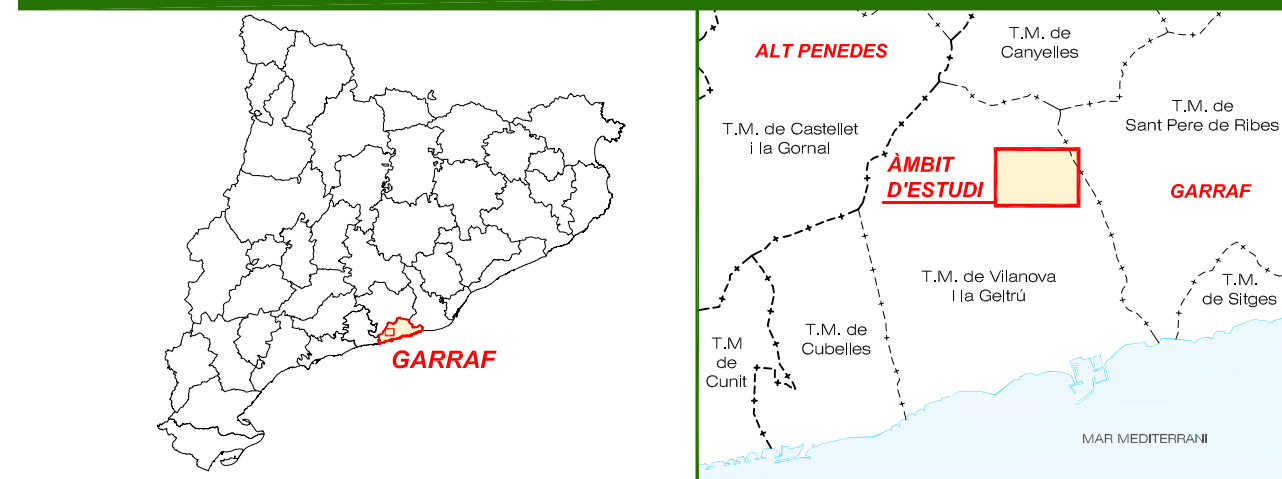 GARRAF
ALT PENEDES
T.M. de
Canyelles
T.M. de
Sant Pere de Ribes
T.M. de Castellet
i la Gornal
ÀMBIT
D'ESTUDI
GARRAF
T.M. de Vilanova
I la Geltrú
T.M.
de Sitges
T.M. de
Cubelles
T.M
de
Cunit
MAR MEDITERRANI